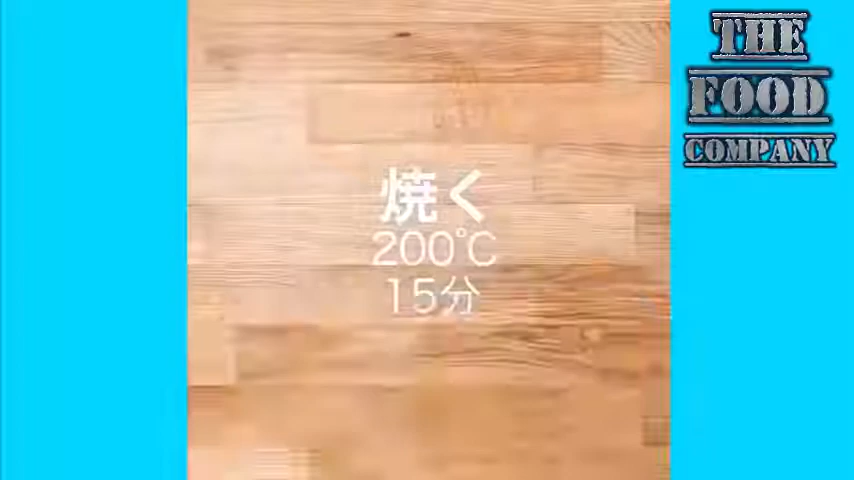 THE
FOOD
COMPANY
焼く
200℃
15分